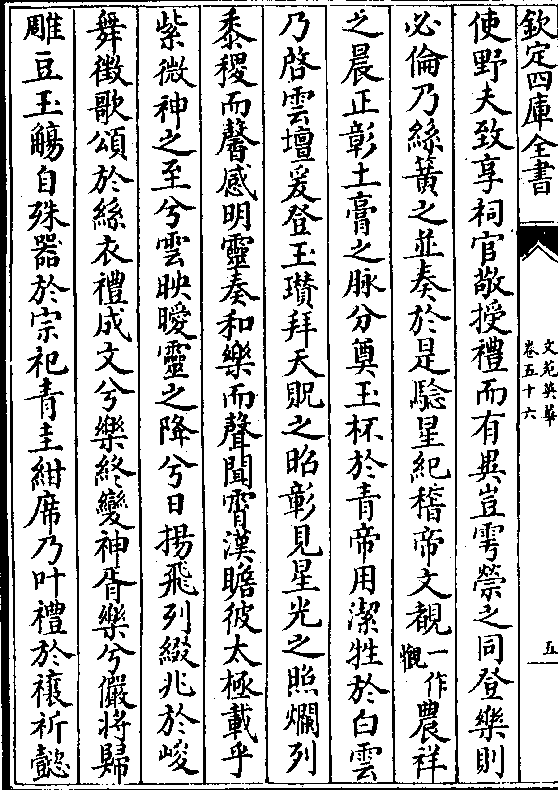 欽定四庫全書
文苑英華
卷五十六
五
使野夫致享祠官敬授禮而有異豈雩禜之同登樂則
必倫乃絲簧之並奏於是驗星紀稽帝文覩一作觀農祥
之晨正彰土膏之脉分奠玉杯於青帝用潔牲於白雲
乃啓雲壇爰登玉瓚拜天貺之昭彰見星光之照爛列
黍稷而馨感明靈奏和樂而聲聞霄漢瞻彼太極載乎
紫微神之至兮雲映曖靈之降兮日揚飛列綴兆於峻
舞徵歌頌於絲衣禮成文兮樂終變神胥樂兮儼將歸
雕豆玉觴自殊器於宗祀青圭紺席乃叶禮於禳祈懿